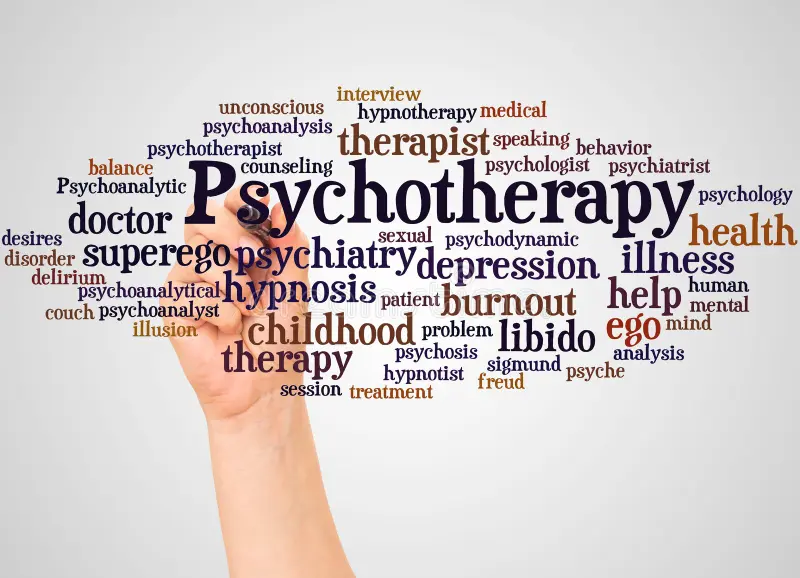 interview
unconscious hypnotherapy medical
psychoanalysis therapist speaking
psychotherapist behavior
balance counseling psychologist psychiatrist
Psychoanalytic Psychotherapy psychology
doctor
desires superego psychiatry sexual psychodynamic health
disorder depression illness
delirium
psychoanalytical hypnosis patient burnout help human
couch psychoanalyst mental
illusion childhood problem libido ego mind
therapy psychosis analysis
hypnotist sigmund psyche
session treatment freud